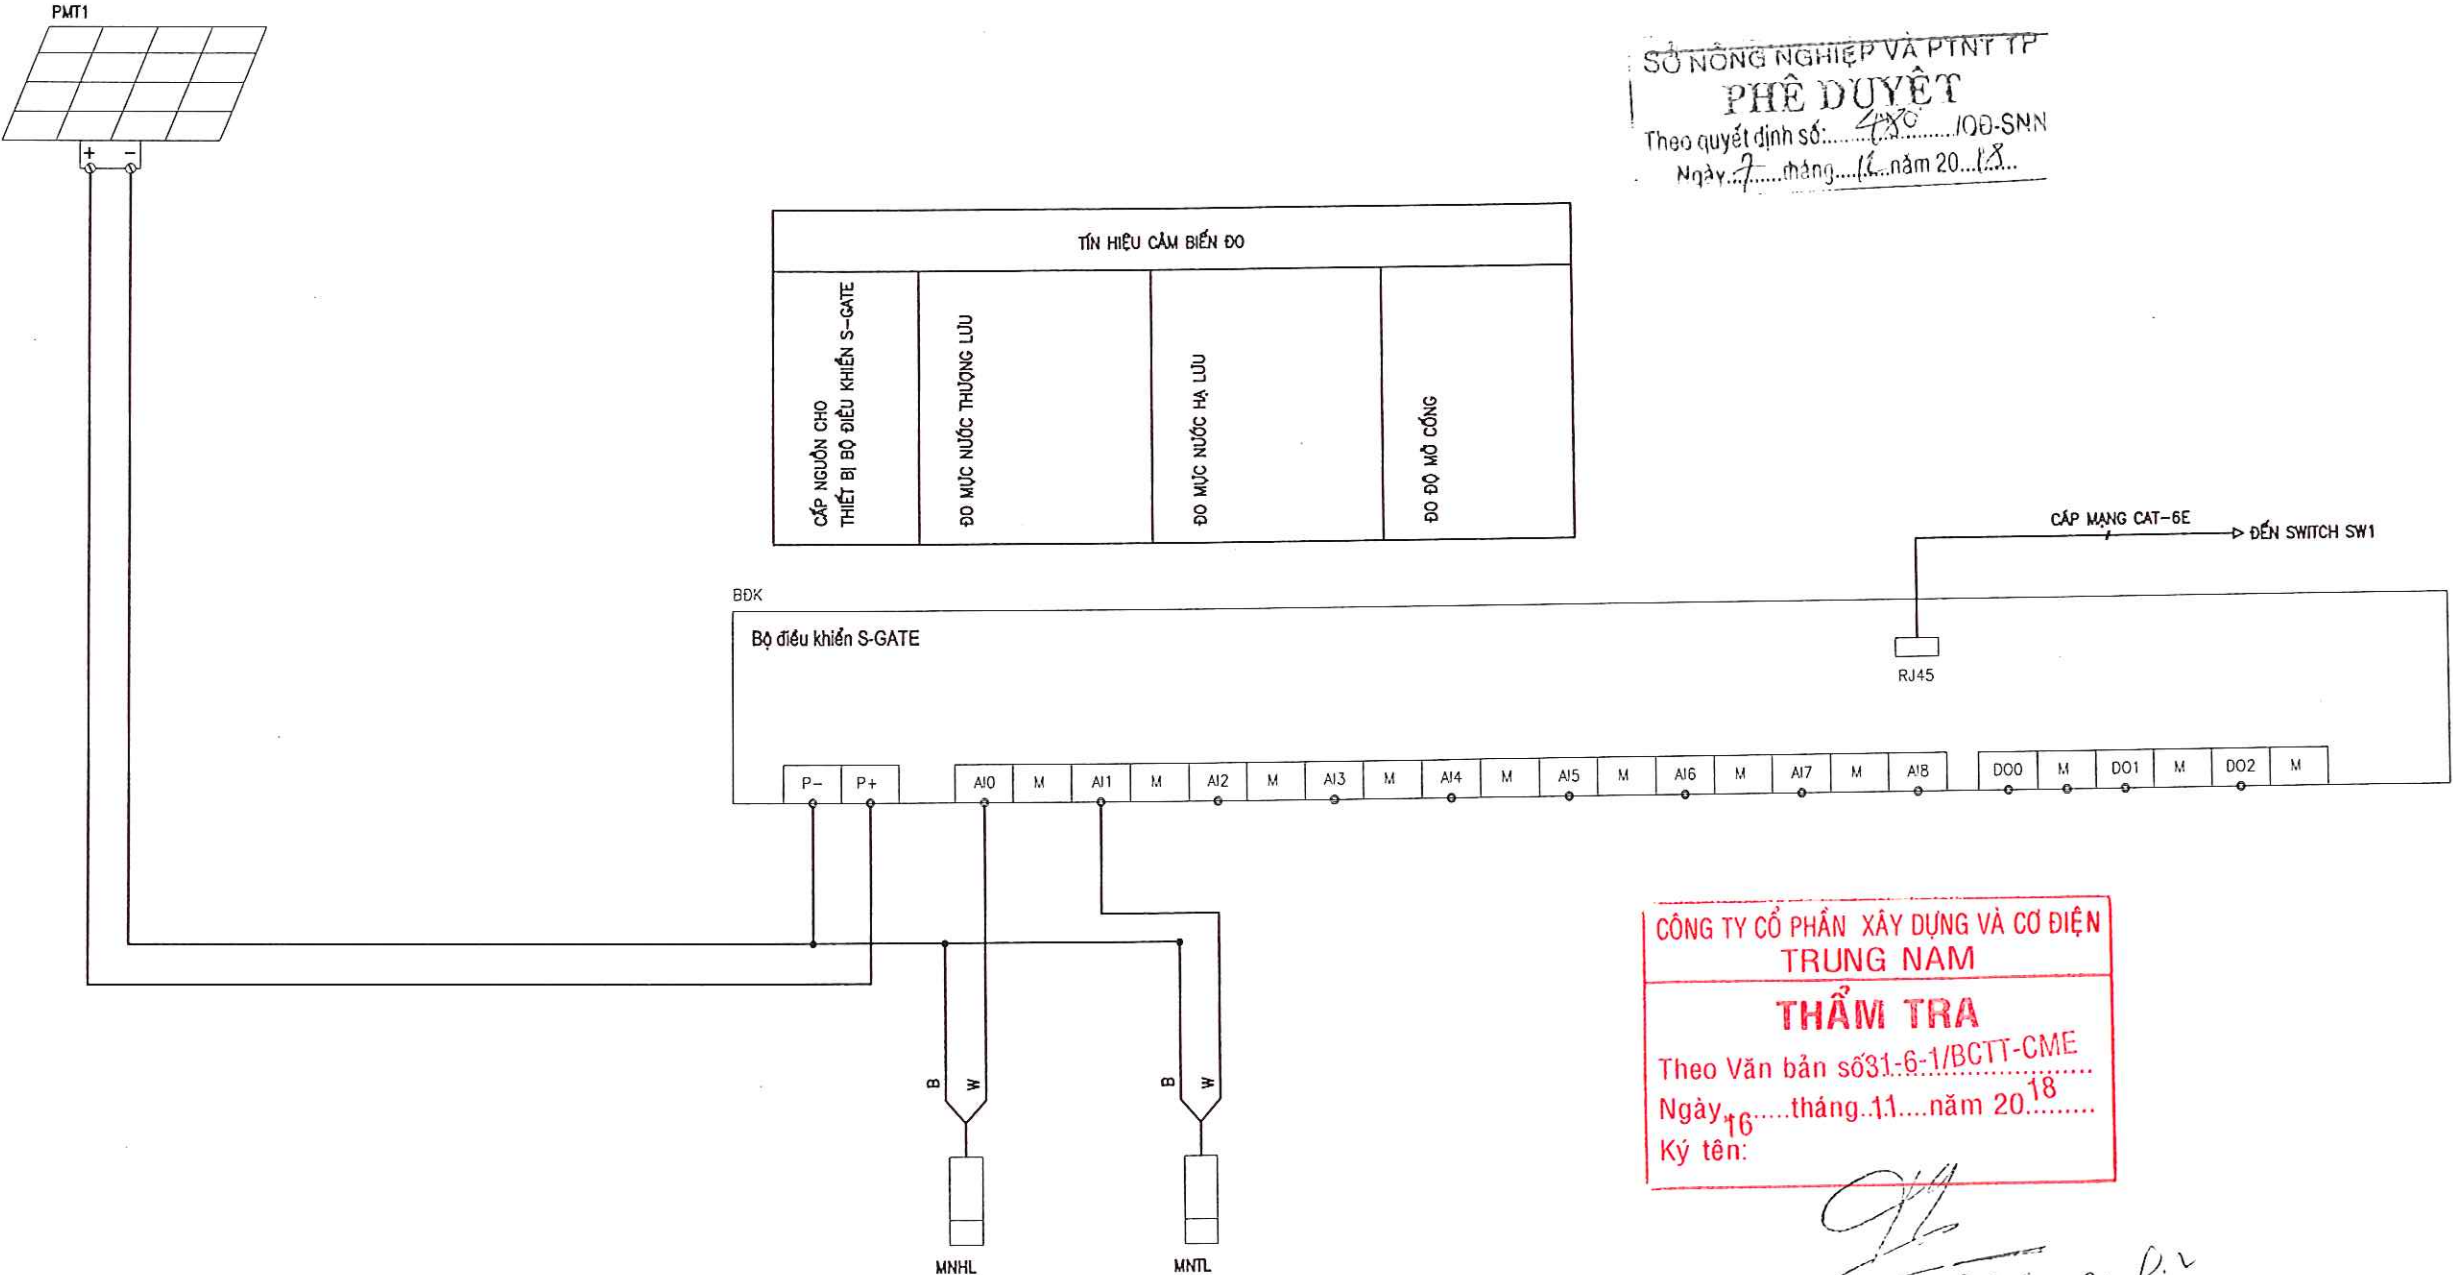 PMT1
+ -
SỞ NÔNG NGHIỆP VÀ PTNT TP
PHÊ DUYỆT
Theo quyết định số:........480........./QĐ-SNN
Ngày..7.......tháng....12...năm 20...18...
TÍN HIỆU CẢM BIẾN ĐO
CẤP NGUỒN CHO
THIẾT BỊ BỘ ĐIỀU KHIỂN S-GATE
ĐO MỰC NƯỚC THƯỢNG LƯU
ĐO MỰC NƯỚC HẠ LƯU
ĐO ĐỘ MỞ CỐNG
CÁP MẠNG CAT-6E
ĐẾN SWITCH SW1
BĐK
Bộ điều khiển S-GATE
RJ45
P- P+ AI0 M AI1 M AI2 M AI3 M AI4 M AI5 M AI6 M AI7 M AI8 DO0 M DO1 M DO2 M
CÔNG TY CỔ PHẦN XÂY DỰNG VÀ CƠ ĐIỆN
TRUNG NAM
THẨM TRA
Theo Văn bản số31-6-1/BCTT-CME
Ngày..16.....tháng..11....năm 20.18.........
Ký tên:
B W B W
MNHL MNTL